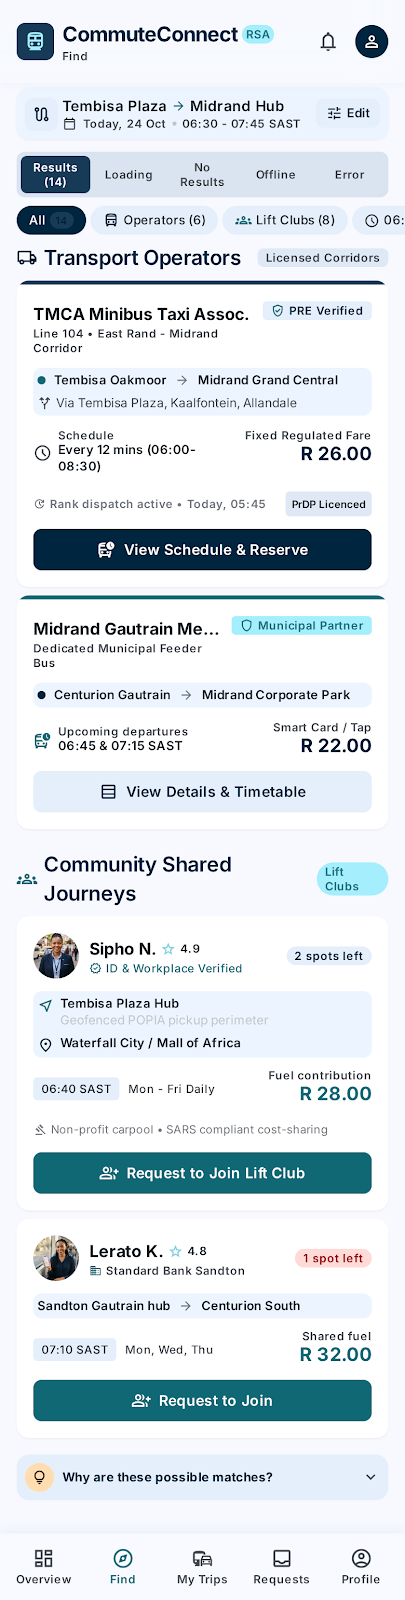 CommuteConnect RSA
Find
Tembisa Plaza → Midrand Hub
Today, 24 Oct • 06:30 - 07:45 SAST
Edit
Results (14)
Loading
No Results
Offline
Error
All 14
Operators (6)
Lift Clubs (8)
06:
Transport Operators
Licensed Corridors
TMCA Minibus Taxi Assoc.
PRE Verified
Line 104 • East Rand - Midrand
Corridor
Tembisa Oakmoor → Midrand Grand Central
Via Tembisa Plaza, Kaalfontein, Allandale
Schedule
Every 12 mins (06:00-
08:30)
Fixed Regulated Fare
R 26.00
Rank dispatch active • Today, 05:45
PrDP Licenced
View Schedule & Reserve
Midrand Gautrain Me...
Municipal Partner
Dedicated Municipal Feeder
Bus
Centurion Gautrain → Midrand Corporate Park
Upcoming departures
06:45 & 07:15 SAST
Smart Card / Tap
R 22.00
View Details & Timetable
Community Shared
Journeys
Lift
Clubs
Sipho N. 4.9
ID & Workplace Verified
2 spots left
Tembisa Plaza Hub
Geofenced POPIA pickup perimeter
Waterfall City / Mall of Africa
06:40 SAST
Mon - Fri Daily
Fuel contribution
R 28.00
Non-profit carpool • SARS compliant cost-sharing
Request to Join Lift Club
Lerato K. 4.8
Standard Bank Sandton
1 spot left
Sandton Gautrain hub → Centurion South
07:10 SAST
Mon, Wed, Thu
Shared fuel
R 32.00
Request to Join
Why are these possible matches?
Overview
Find
My Trips
Requests
Profile